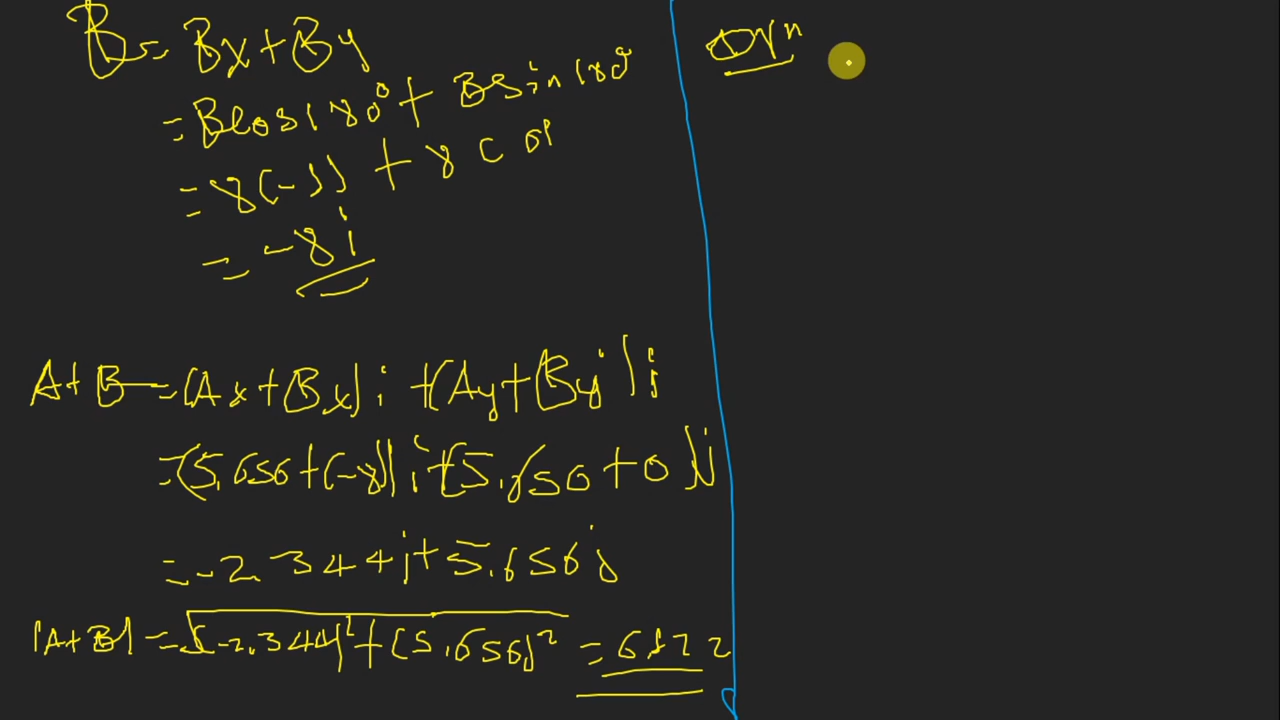 B = Bx + By
= Bcos180° + Bsin180
= 8(-1) + 8(0)
= -8i
A+B = (Ax+Bx)i + (Ay+(By)j
= (5.656+(-8))i + (5.656+0)j
= -2.344i + 5.656j
|A+B| = √(-2.344)² + (5.656)² = 6.122